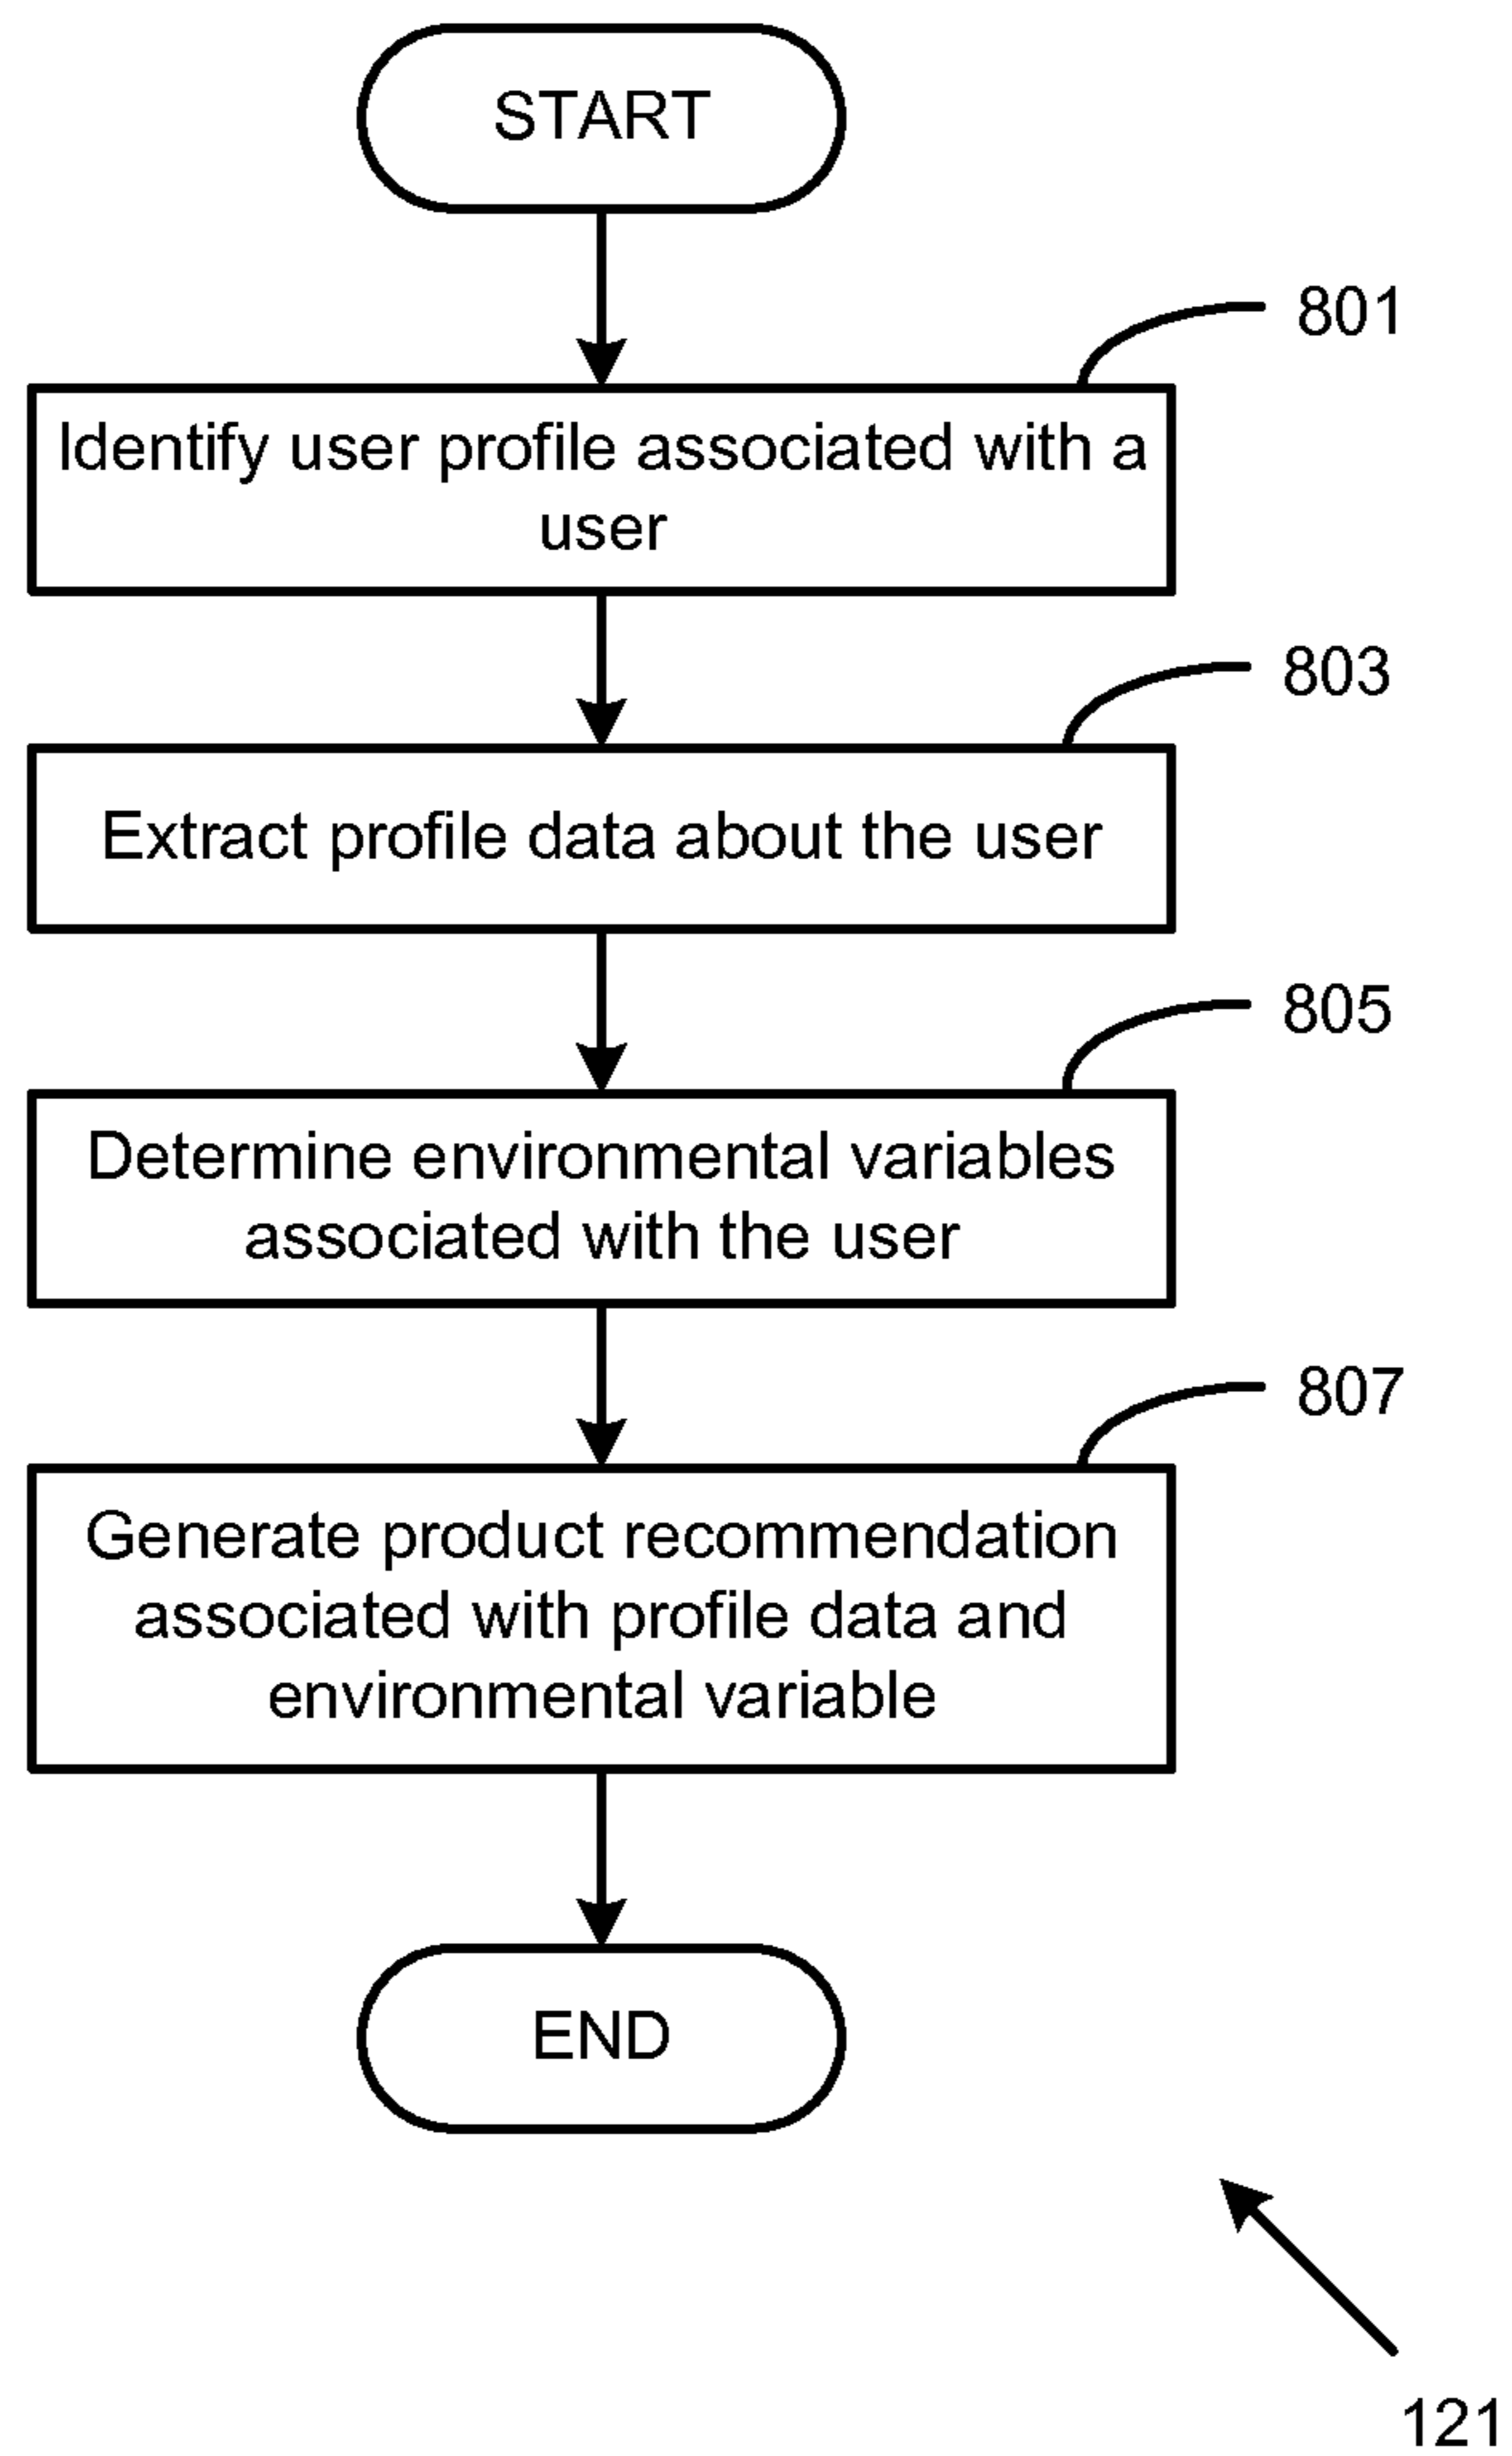 START
801
Identify user profile associated with a
user
803
Extract profile data about the user
805
Determine environmental variables
associated with the user
807
Generate product recommendation
associated with profile data and
environmental variable
END
121